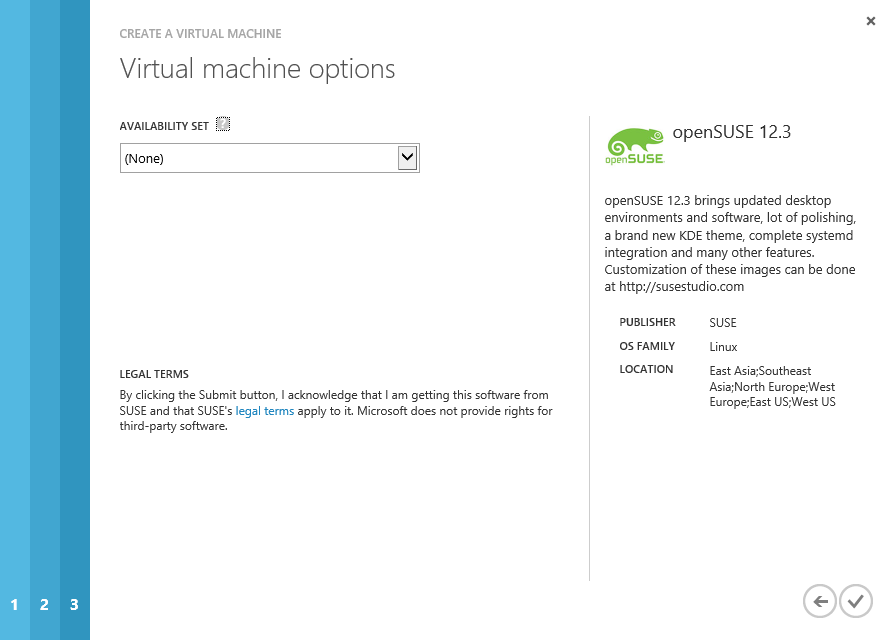 CREATE A VIRTUAL MACHINE
Virtual machine options
AVAILABILITY SET ?
(None)
LEGAL TERMS
By clicking the Submit button, I acknowledge that I am getting this software from
SUSE and that SUSE's legal terms apply to it. Microsoft does not provide rights for
third-party software.
openSUSE
openSUSE 12.3
openSUSE 12.3 brings updated desktop
environments and software, lot of polishing,
a brand new KDE theme, complete systemd
integration and many other features.
Customization of these images can be done
at http://susestudio.com
PUBLISHER SUSE
OS FAMILY Linux
LOCATION East Asia;Southeast
Asia;North Europe;West
Europe;East US;West US
1 2 3